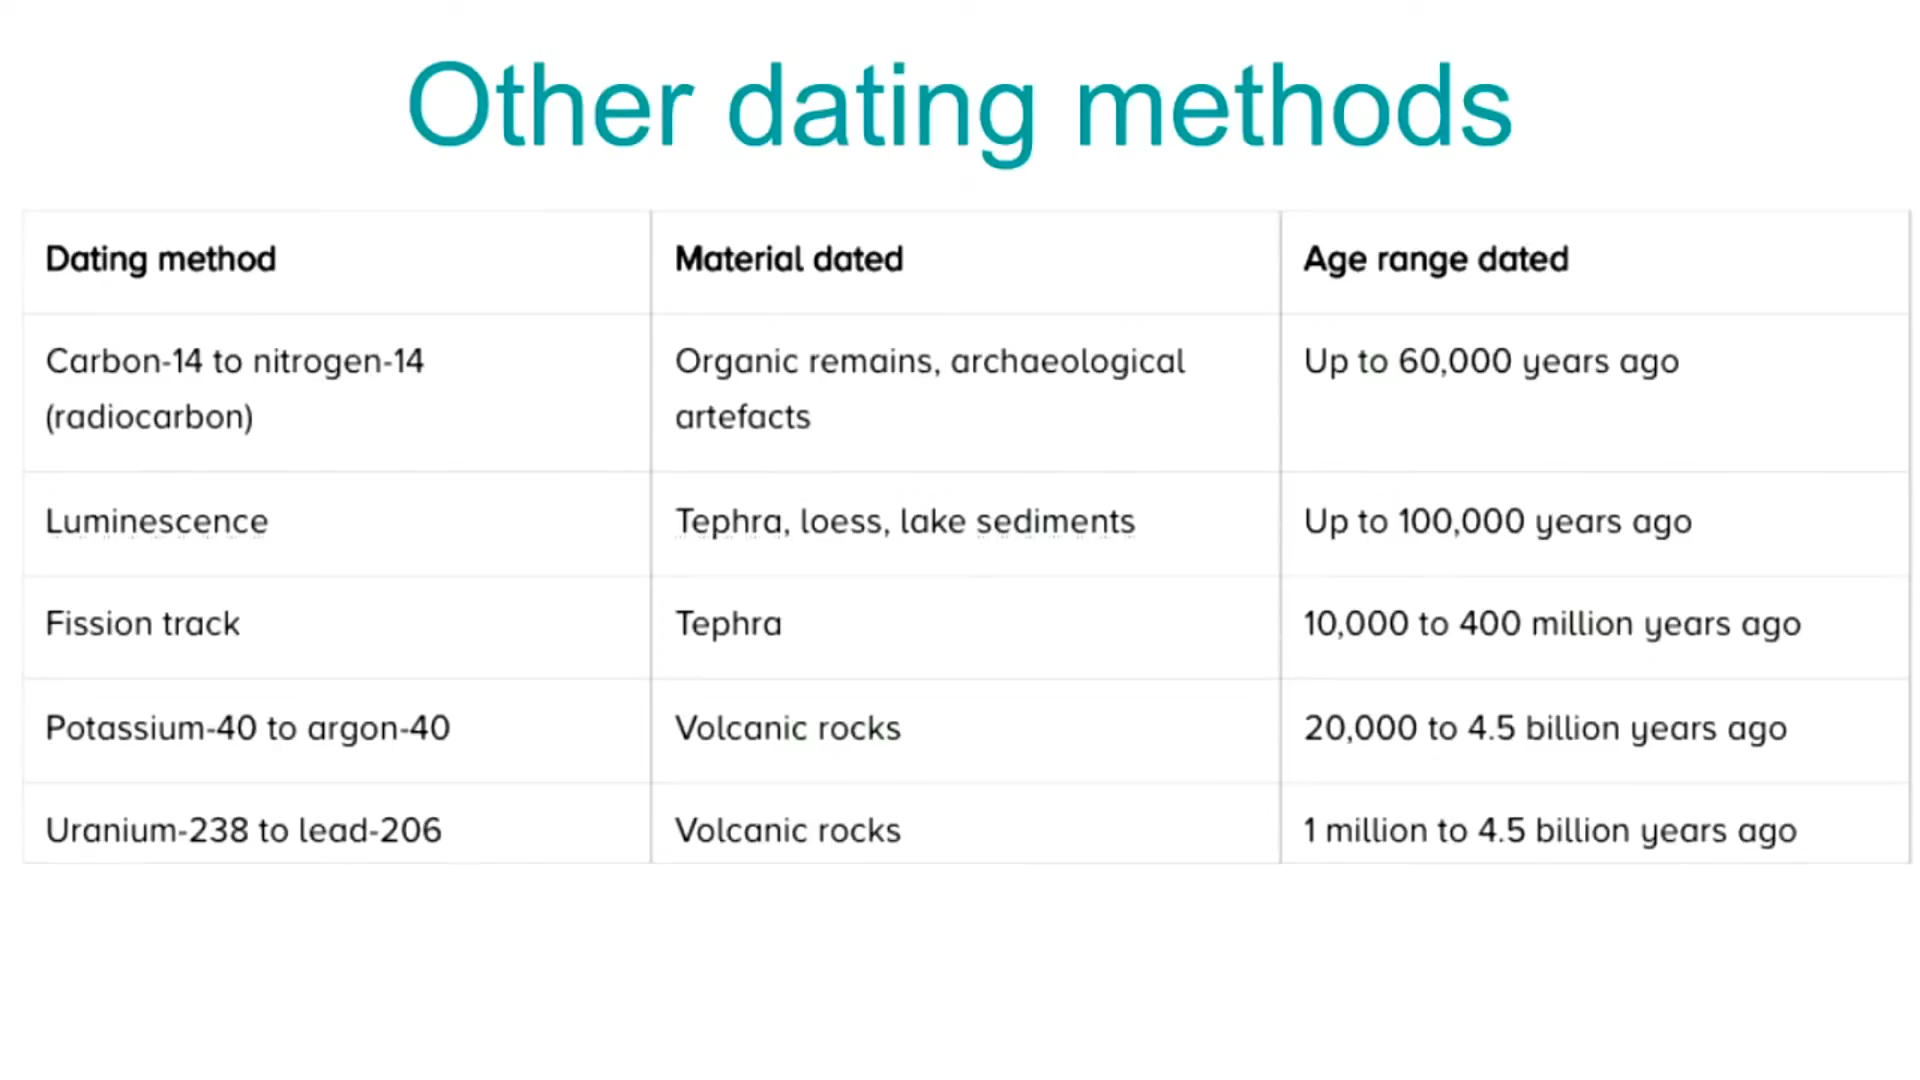 Other dating methods
Dating method
Material dated
Age range dated
Carbon-14 to nitrogen-14
(radiocarbon)
Organic remains, archaeological
artefacts
Up to 60,000 years ago
Luminescence
Tephra, loess, lake sediments
Up to 100,000 years ago
Fission track
Tephra
10,000 to 400 million years ago
Potassium-40 to argon-40
Volcanic rocks
20,000 to 4.5 billion years ago
Uranium-238 to lead-206
Volcanic rocks
1 million to 4.5 billion years ago